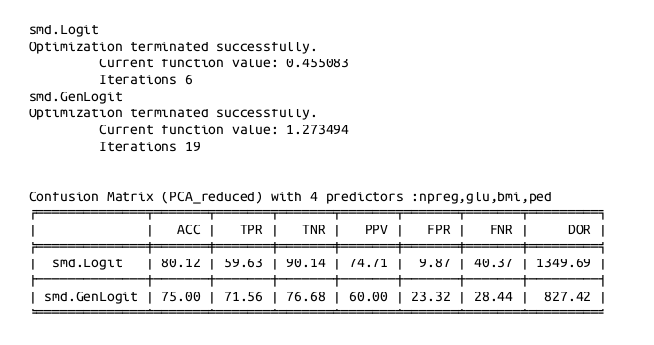 smd.Logit
Optimization terminated successfully.
Current function value: 0.455083
Iterations 6
smd.GenLogit
Optimization terminated successfully.
Current function value: 1.273494
Iterations 19
Confusion Matrix (PCA_reduced) with 4 predictors :npreg,glu,bmi,ped
| | ACC | TPR | TNR | PPV | FPR | FNR | DOR |
| smd.Logit | 80.12 | 59.63 | 90.14 | 74.71 | 9.87 | 40.37 | 1349.69 |
| smd.GenLogit | 75.00 | 71.56 | 76.68 | 60.00 | 23.32 | 28.44 | 827.42 |